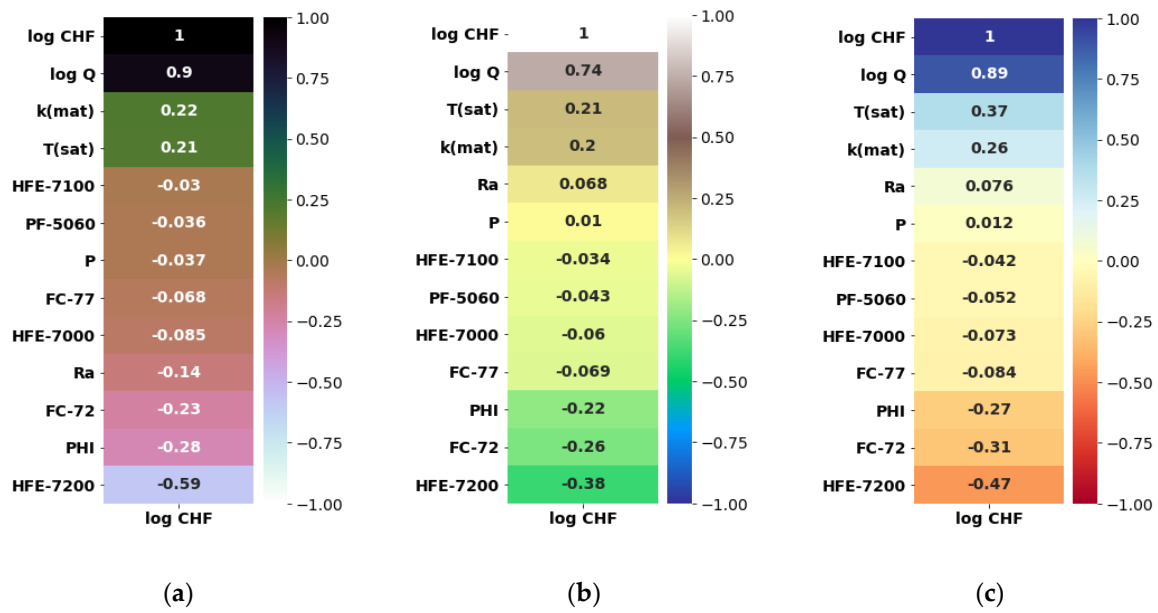 log CHF 1
log Q 0.9
k(mat) 0.22
T(sat) 0.21
HFE-7100 -0.03
PF-5060 -0.036
P -0.037
FC-77 -0.068
HFE-7000 -0.085
Ra -0.14
FC-72 -0.23
PHI -0.28
HFE-7200 -0.59
log CHF
1.00
0.75
0.50
0.25
0.00
−0.25
−0.50
−0.75
−1.00
(a)
log CHF 1
log Q 0.74
T(sat) 0.21
k(mat) 0.2
Ra 0.068
P 0.01
HFE-7100 -0.034
PF-5060 -0.043
HFE-7000 -0.06
FC-77 -0.069
PHI -0.22
FC-72 -0.26
HFE-7200 -0.38
log CHF
1.00
0.75
0.50
0.25
0.00
−0.25
−0.50
−0.75
−1.00
(b)
log CHF 1
log Q 0.89
T(sat) 0.37
k(mat) 0.26
Ra 0.076
P 0.012
HFE-7100 -0.042
PF-5060 -0.052
HFE-7000 -0.073
FC-77 -0.084
PHI -0.27
FC-72 -0.31
HFE-7200 -0.47
log CHF
1.00
0.75
0.50
0.25
0.00
−0.25
−0.50
−0.75
−1.00
(c)